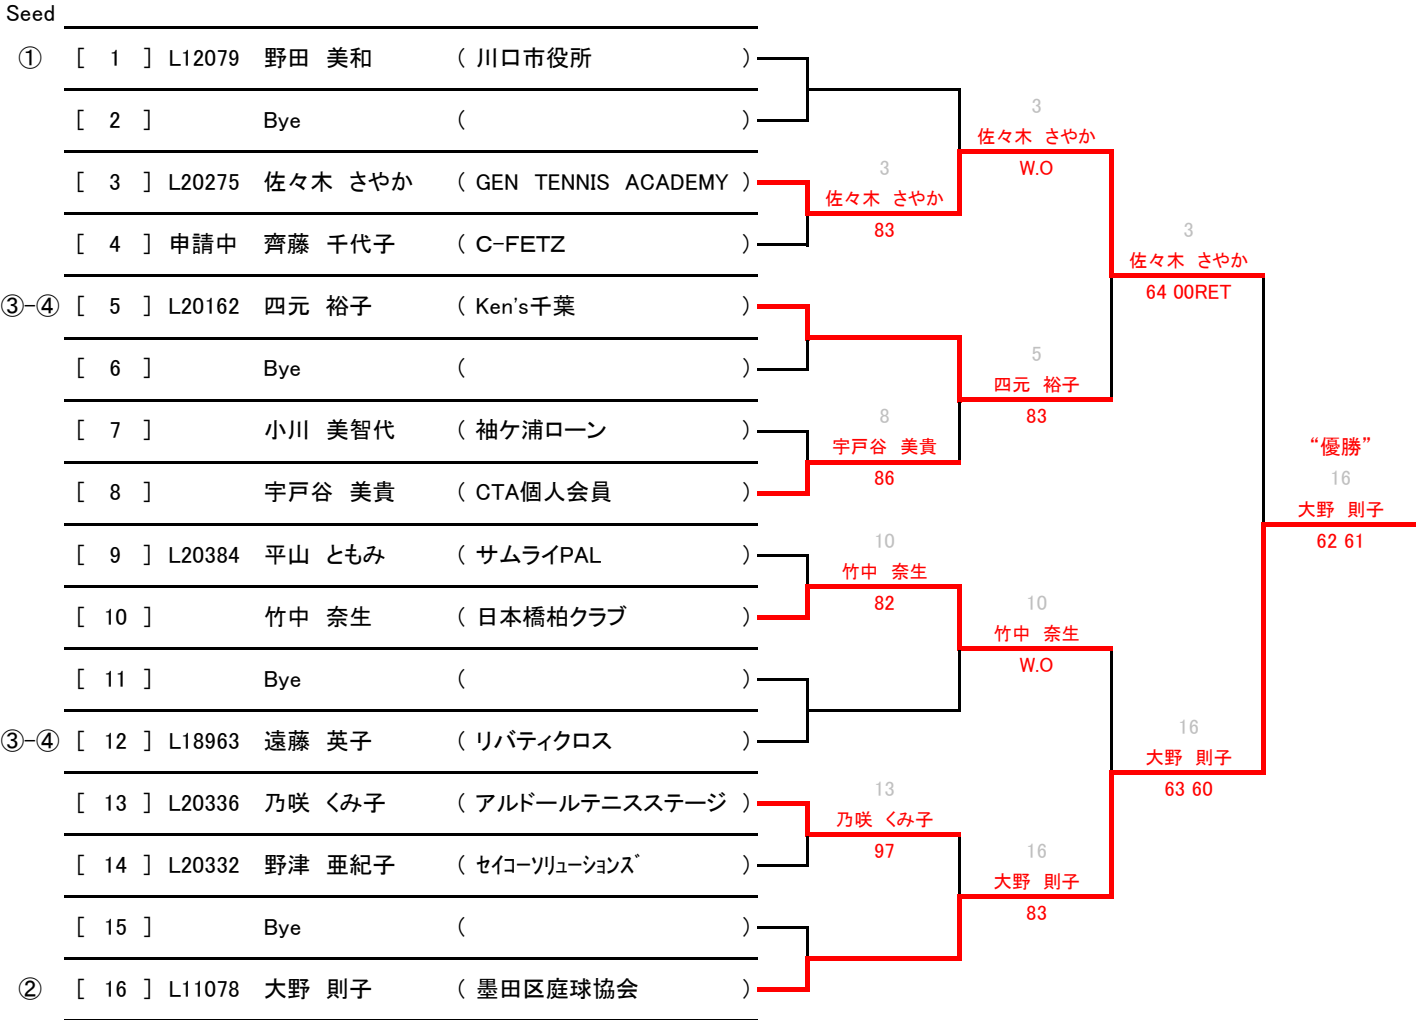 Seed
① [ 1 ] L12079 野田 美和 ( 川口市役所 )
[ 2 ] Bye ( )
[ 3 ] L20275 佐々木 さやか ( GEN TENNIS ACADEMY )
[ 4 ] 申請中 齊藤 千代子 ( C-FETZ )
③-④ [ 5 ] L20162 四元 裕子 ( Ken's千葉 )
[ 6 ] Bye ( )
[ 7 ] 小川 美智代 ( 袖ケ浦ローン )
[ 8 ] 宇戸谷 美貴 ( CTA個人会員 )
[ 9 ] L20384 平山 ともみ ( サムライPAL )
[ 10 ] 竹中 奈生 ( 日本橋柏クラブ )
[ 11 ] Bye ( )
③-④ [ 12 ] L18963 遠藤 英子 ( リバティクロス )
[ 13 ] L20336 乃咲 くみ子 ( アルドールテニスステージ )
[ 14 ] L20332 野津 亜紀子 ( セイコーソリューションズ )
[ 15 ] Bye ( )
② [ 16 ] L11078 大野 則子 ( 墨田区庭球協会 )
3
佐々木 さやか
83
8
宇戸谷 美貴
86
10
竹中 奈生
82
13
乃咲 くみ子
97
3
佐々木 さやか
W.O
5
四元 裕子
83
10
竹中 奈生
W.O
16
大野 則子
83
3
佐々木 さやか
64 00RET
16
大野 則子
63 60
“優勝”
16
大野 則子
62 61